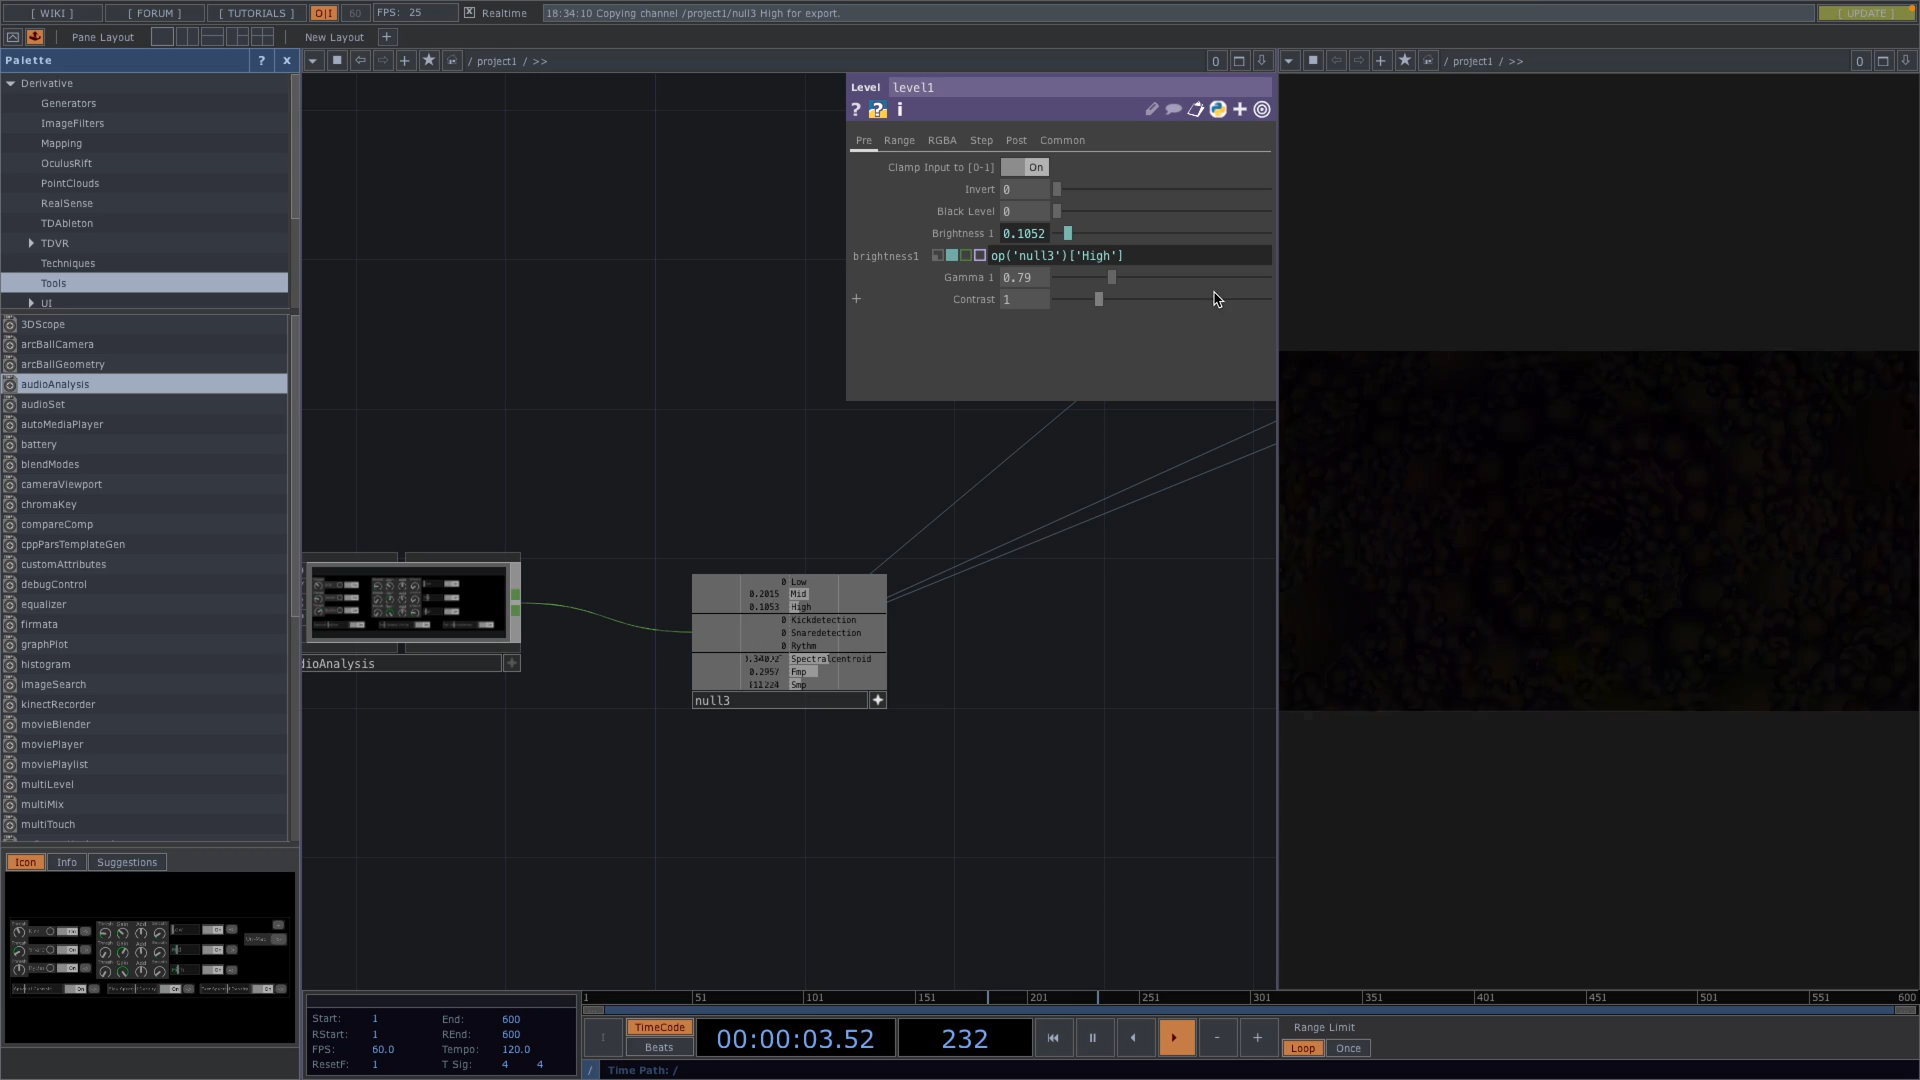 [ WIKI ]
[ FORUM ]
[ TUTORIALS ]
O|I
60
FPS: 25
Realtime
18:34:10 Copying channel /project1/null3 High for export.
[ UPDATE ]
Pane Layout
New Layout
+
Palette
?
x
/ project1 / >>
0
/ project1 / >>
0
Derivative
Generators
ImageFilters
Mapping
OculusRift
PointClouds
RealSense
TDAbleton
TDVR
Techniques
Tools
UI
3DScope
arcBallCamera
arcBallGeometry
audioAnalysis
audioSet
autoMediaPlayer
battery
blendModes
cameraViewport
chromaKey
compareComp
cppParsTemplateGen
customAttributes
debugControl
equalizer
firmata
graphPlot
histogram
imageSearch
kinectRecorder
movieBlender
moviePlayer
moviePlaylist
multiLevel
multiMix
multiTouch
Icon
Info
Suggestions
Level
level1
Pre
Range
RGBA
Step
Post
Common
Clamp Input to [0-1]
On
Invert
0
Black Level
0
Brightness 1
0.1052
brightness1
op('null3')['High']
Gamma 1
0.79
Contrast
1
dioAnalysis
0 Low
0.2015 Mid
0.1053 High
0 Kickdetection
0 Snaredetection
0 Rythm
Spectralcentroid
0.2957 Fmp
Smp
null3
1
51
101
151
201
251
301
351
401
451
501
551
600
Start: 1
End: 600
RStart: 1
REnd: 600
FPS: 60.0
Tempo: 120.0
ResetF: 1
T Sig: 4 4
TimeCode
Beats
00:00:03.52
232
-
+
Range Limit
Loop
Once
/
Time Path: /